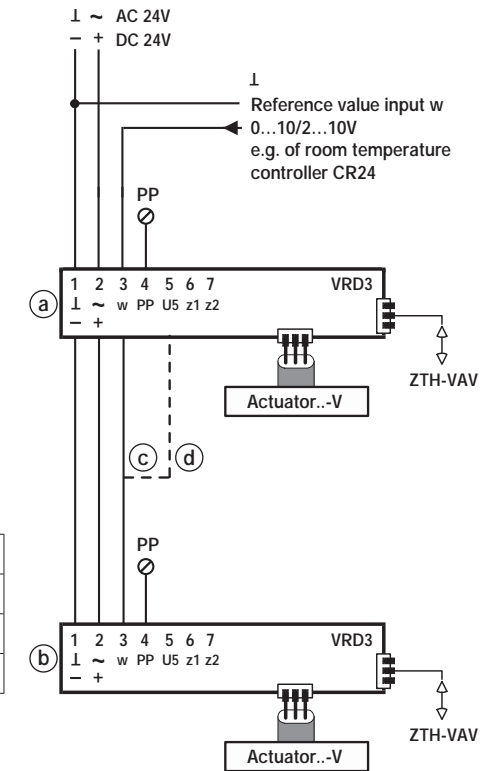 ⊥ ~ AC 24V
– + DC 24V
⊥
Reference value input w
0…10/2…10V
e.g. of room temperature
controller CR24
PP
1 2 3 4 5 6 7 VRD3
a ⊥ ~ w PP U5 z1 z2
– +
ZTH-VAV
Actuator..-V
c d
PP
1 2 3 4 5 6 7 VRD3
b ⊥ ~ w PP U5 z1 z2
– +
ZTH-VAV
Actuator..-V